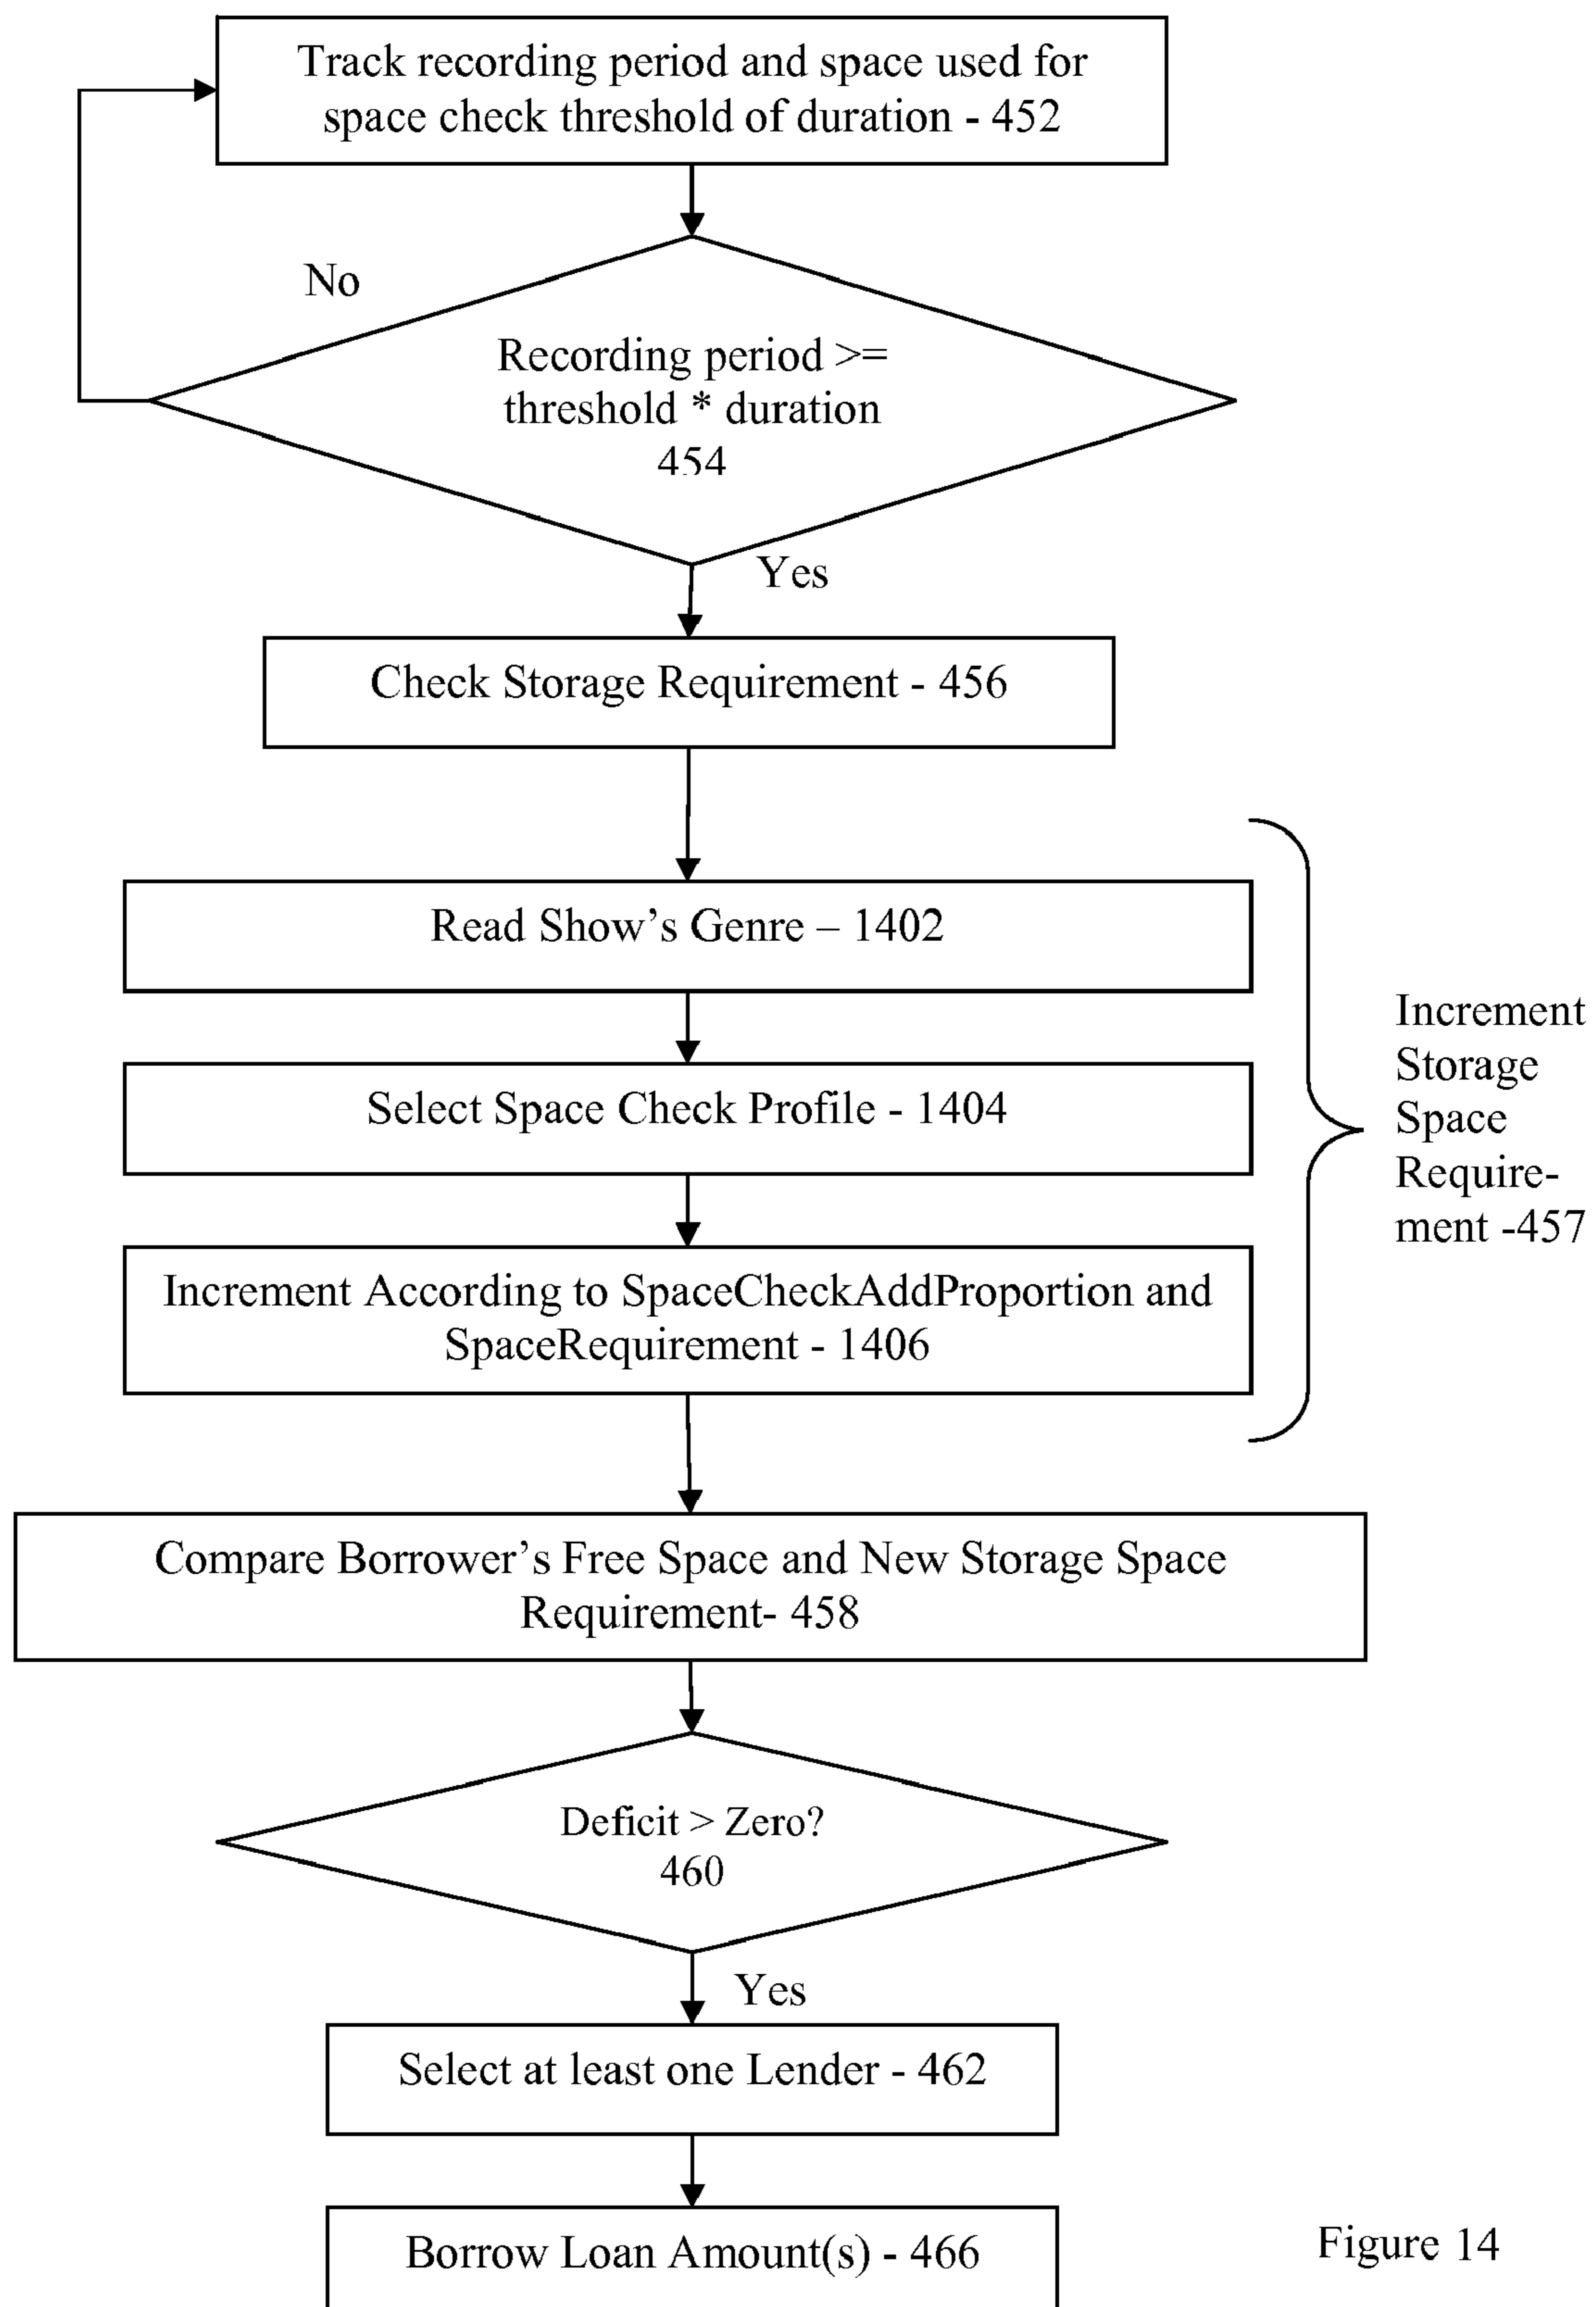 Track recording period and space used for
space check threshold of duration - 452
No
Recording period >=
threshold * duration
454
Yes
Check Storage Requirement - 456
Read Show’s Genre – 1402
Select Space Check Profile - 1404
Increment According to SpaceCheckAddProportion and
SpaceRequirement - 1406
Increment
Storage
Space
Require-
ment -457
Compare Borrower’s Free Space and New Storage Space
Requirement- 458
Deficit > Zero?
460
Yes
Select at least one Lender - 462
Borrow Loan Amount(s) - 466
Figure 14